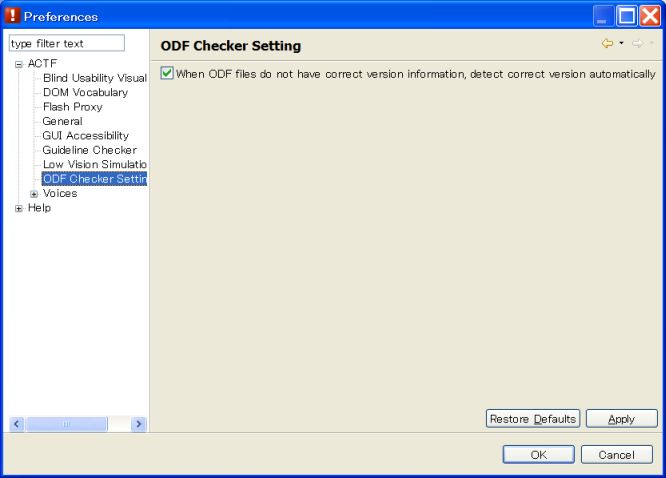 Preferences
type filter text
ODF Checker Setting
ACTF
Blind Usability Visual
DOM Vocabulary
Flash Proxy
General
GUI Accessibility
Guideline Checker
Low Vision Simulatio
ODF Checker Settin
Voices
Help
When ODF files do not have correct version information, detect correct version automatically
Restore Defaults
Apply
OK
Cancel